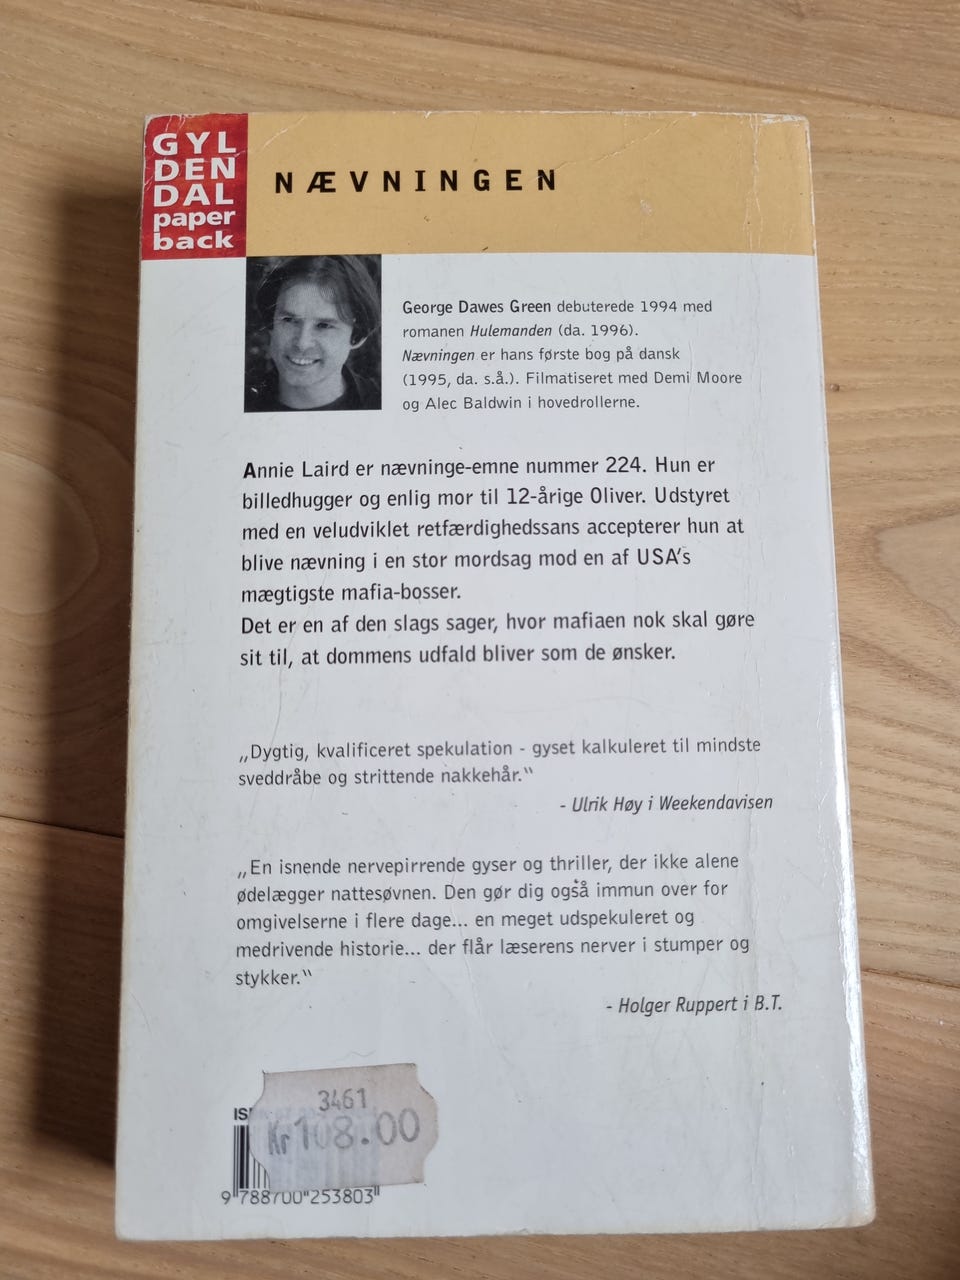 GYL
DEN
DAL
paper
back
NÆVNINGEN
George Dawes Green debuterede 1994 med
romanen Hulemanden (da. 1996).
Nævningen er hans første bog på dansk
(1995, da. s.å.). Filmatiseret med Demi Moore
og Alec Baldwin i hovedrollerne.
Annie Laird er nævninge-emne nummer 224. Hun er
billedhugger og enlig mor til 12-årige Oliver. Udstyret
med en veludviklet retfærdighedssans accepterer hun at
blive nævning i en stor mordsag mod en af USA's
mægtigste mafia-bosser.
Det er en af den slags sager, hvor mafiaen nok skal gøre
sit til, at dommens udfald bliver som de ønsker.
„Dygtig, kvalificeret spekulation - gyset kalkuleret til mindste
sveddråbe og strittende nakkehår.‟
- Ulrik Høy i Weekendavisen
„En isnende nervepirrende gyser og thriller, der ikke alene
ødelægger nattesøvnen. Den gør dig også immun over for
omgivelserne i flere dage... en meget udspekuleret og
medrivende historie... der flår læserens nerver i stumper og
stykker.‟
- Holger Ruppert i B.T.
3461
Kr 108.00
9 788700 253803